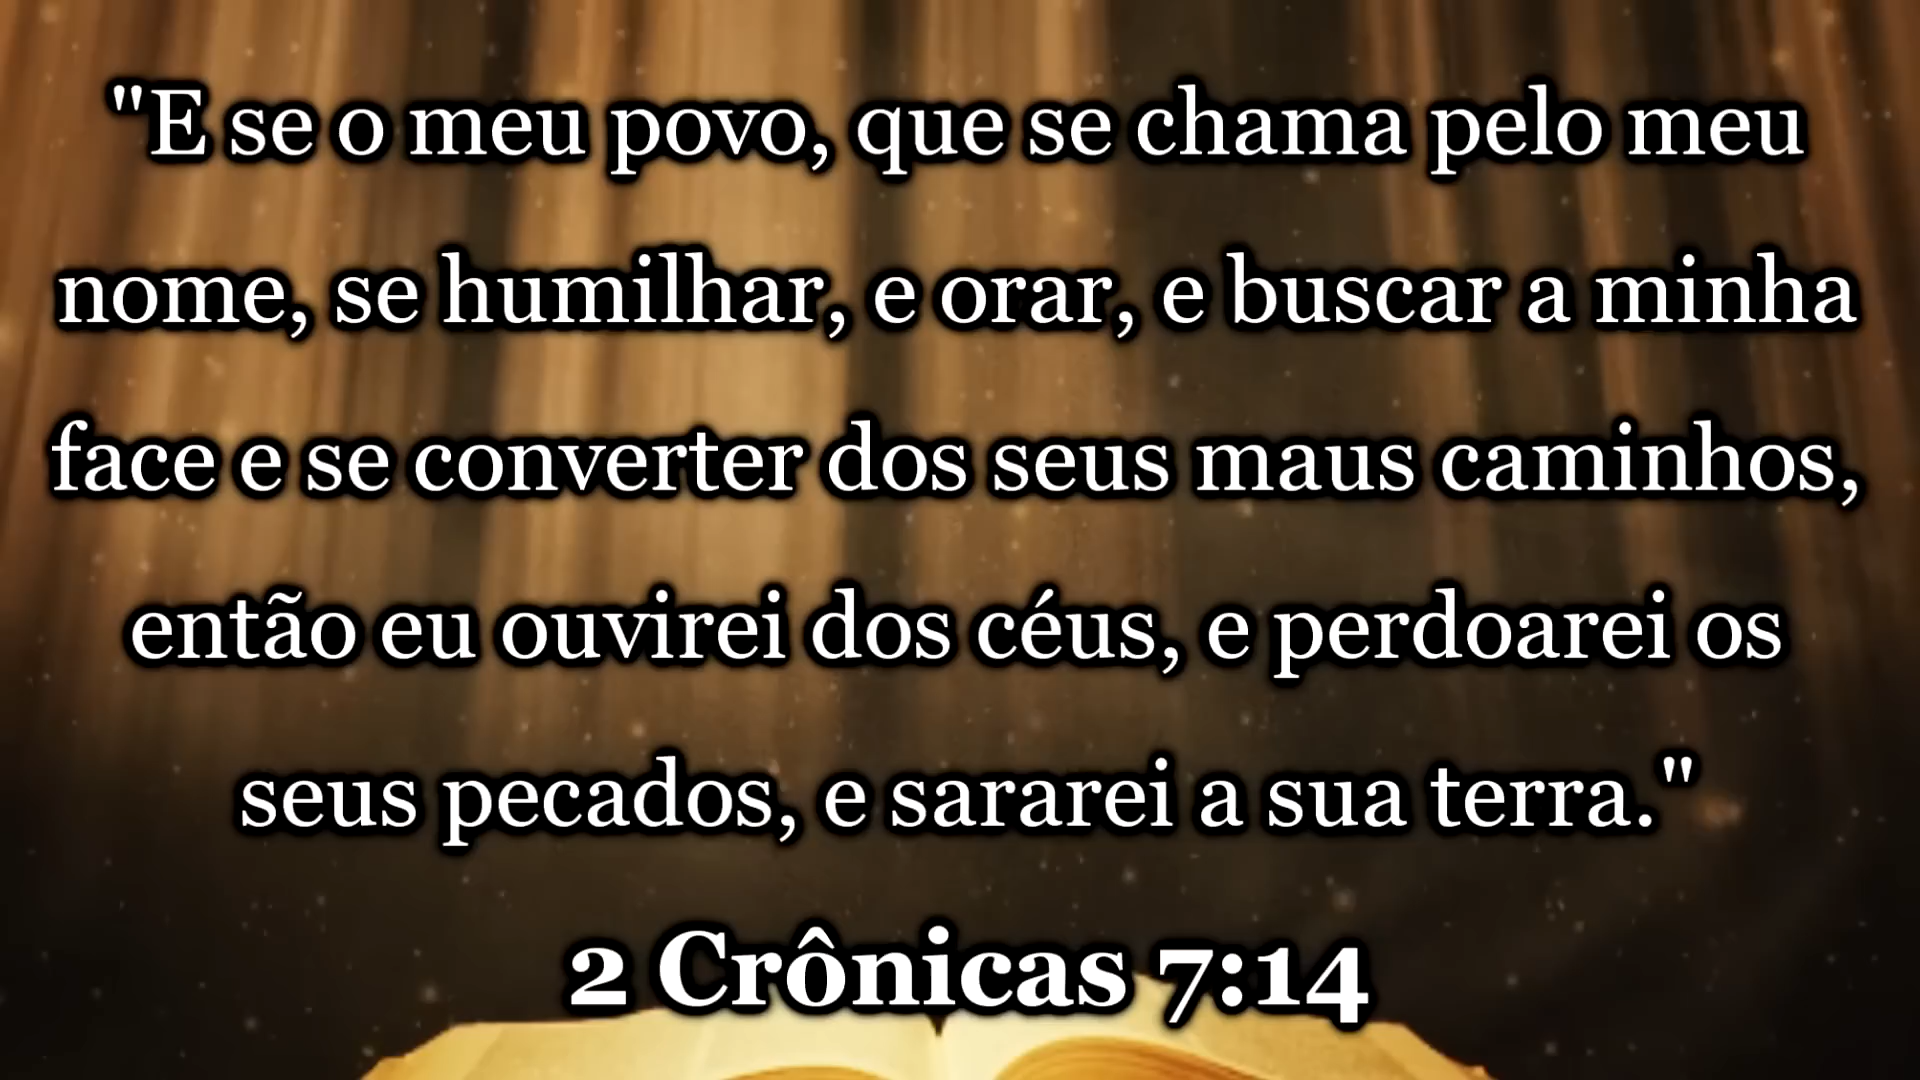 "E se o meu povo, que se chama pelo meu
nome, se humilhar, e orar, e buscar a minha
face e se converter dos seus maus caminhos,
então eu ouvirei dos céus, e perdoarei os
seus pecados, e sararei a sua terra."
2 Crônicas 7:14